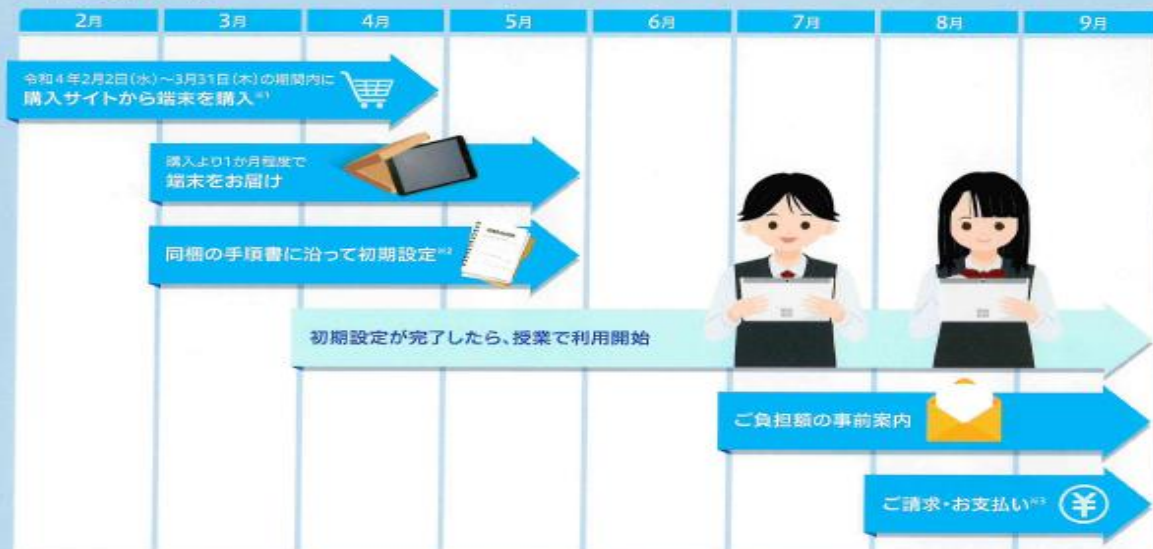 2月 3月 4月 5月 6月 7月 8月 9月
令和4年2月2日(水)~3月31日(木)の期間内に
購入サイトから端末を購入※1
購入より1か月程度で
端末をお届け
同梱の手順書に沿って初期設定※2
初期設定が完了したら、授業で利用開始
ご負担額の事前案内
ご請求・お支払い※3